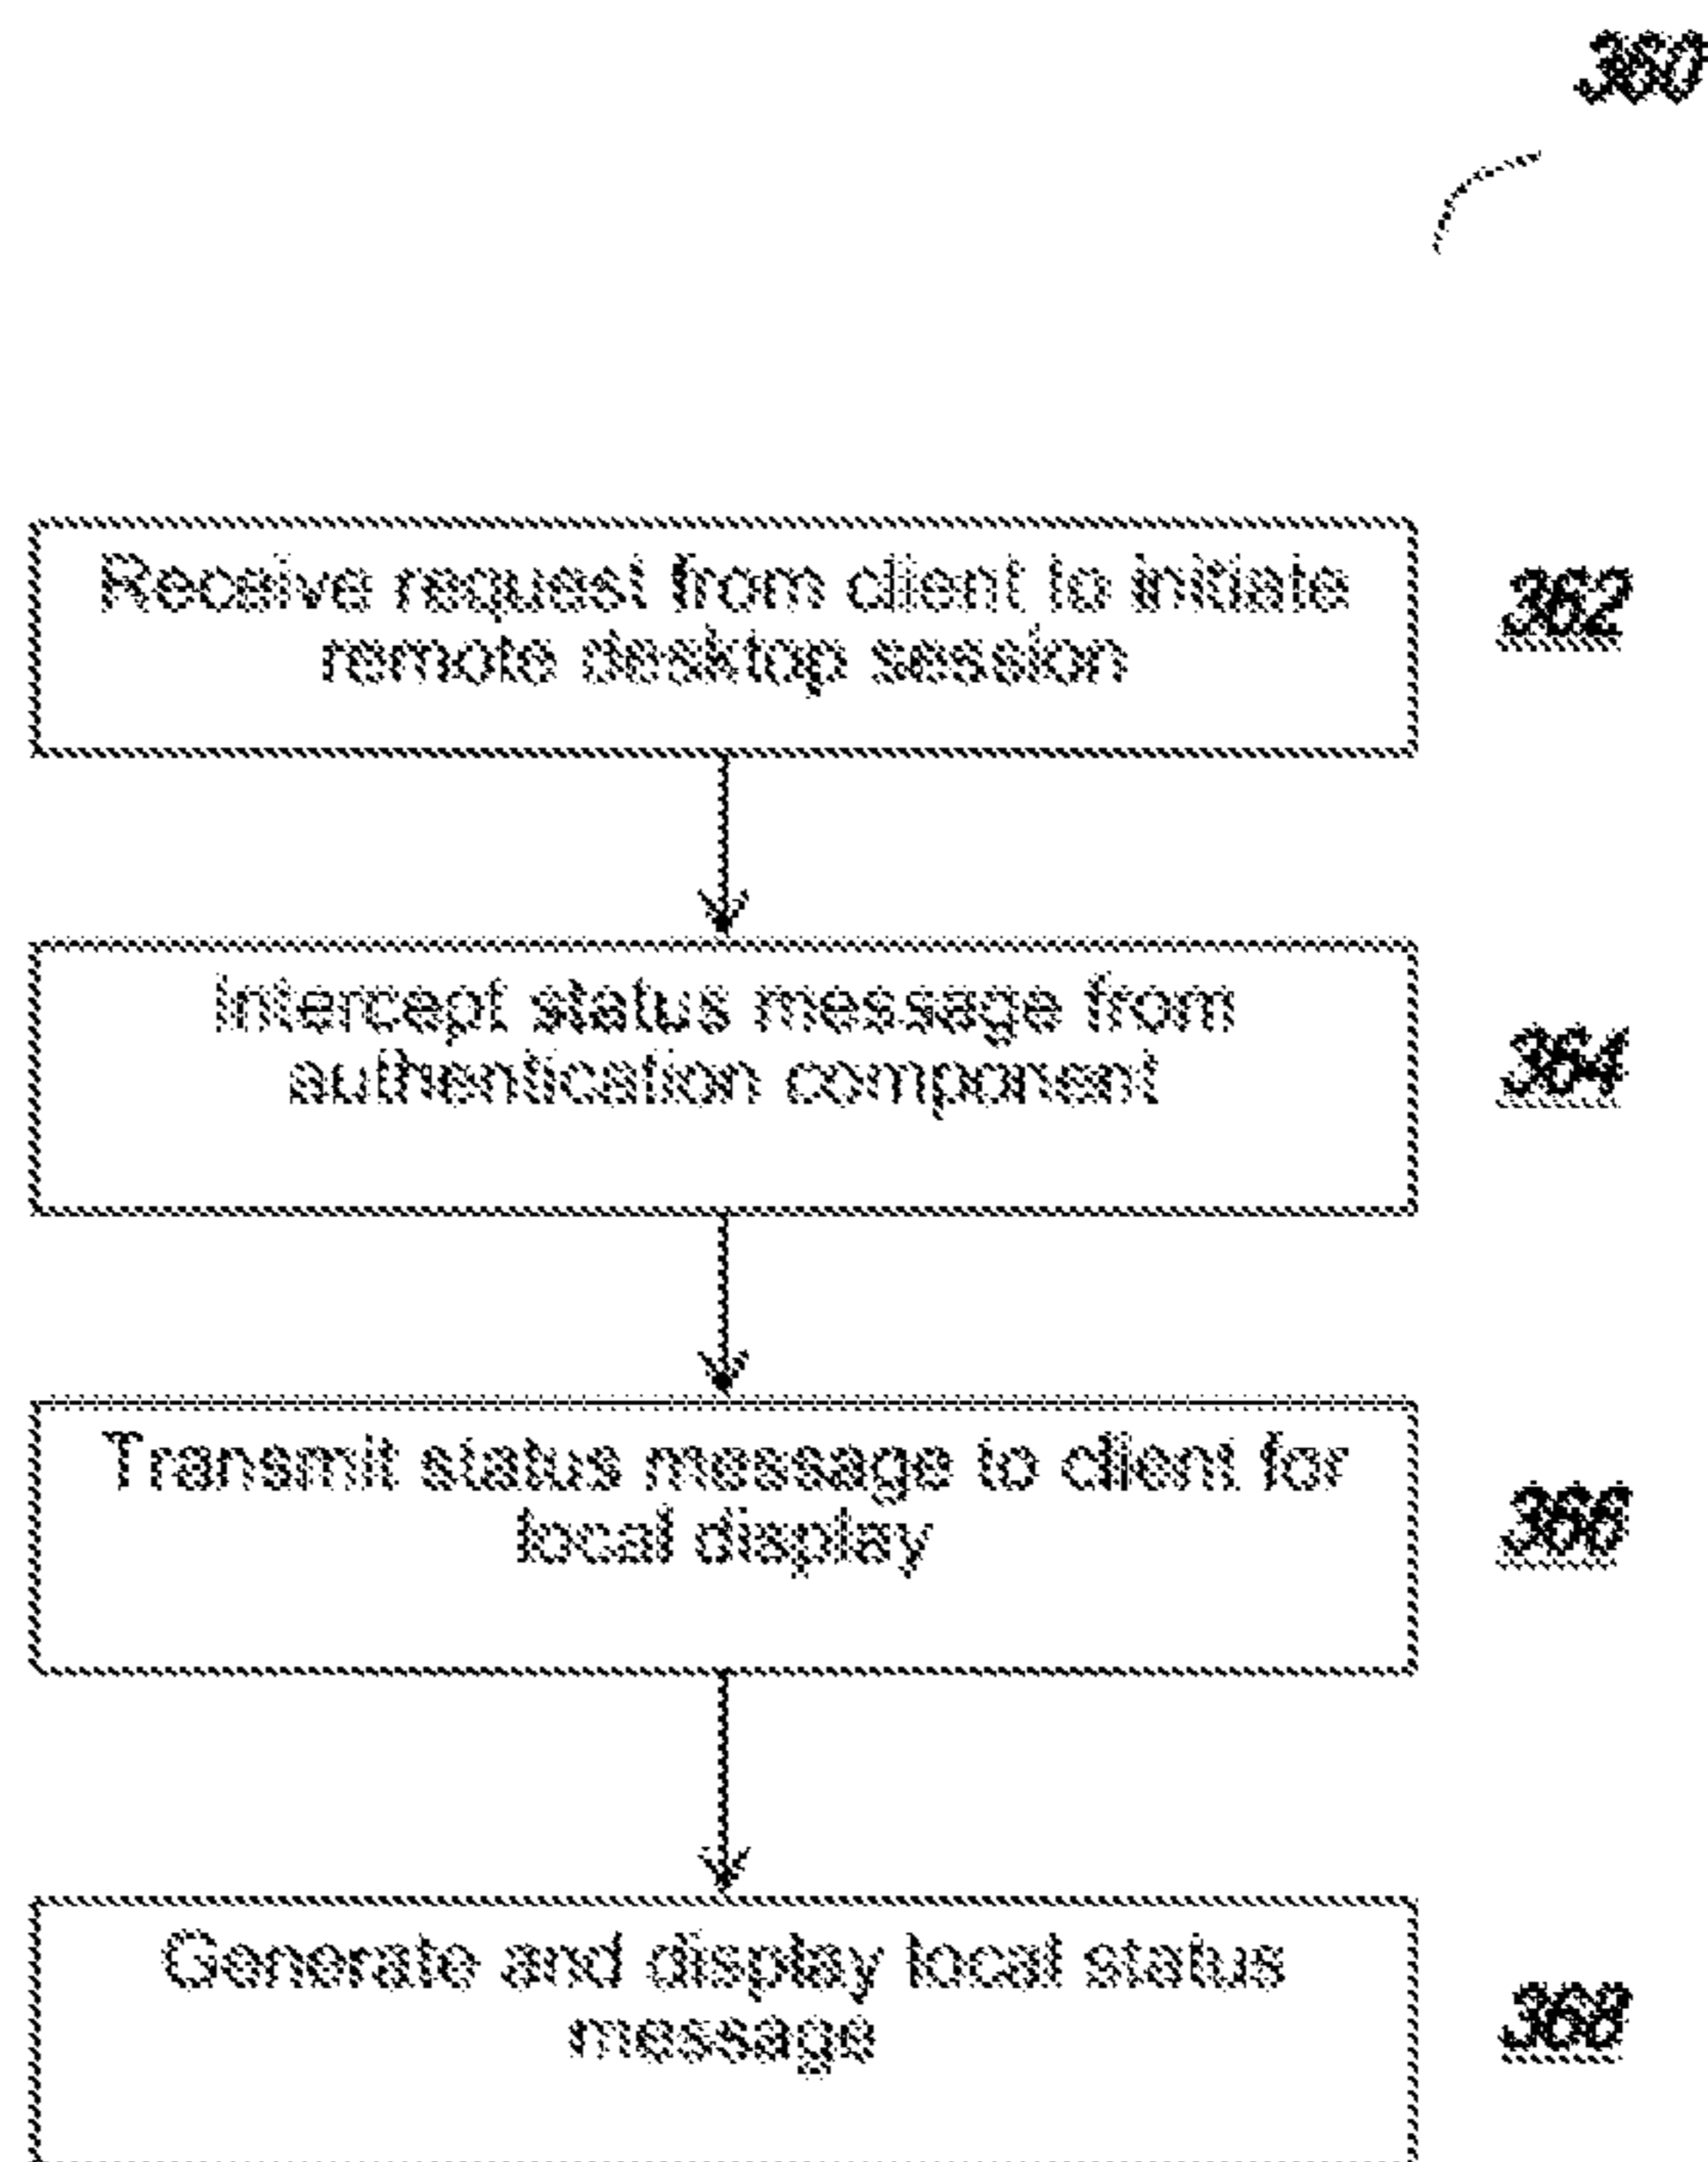 360
Receive request from client to initiate
remote desktop session
362
Intercept status message from
authentication component
364
Transmit status message to client for
local display
366
Generate and display local status
message
368